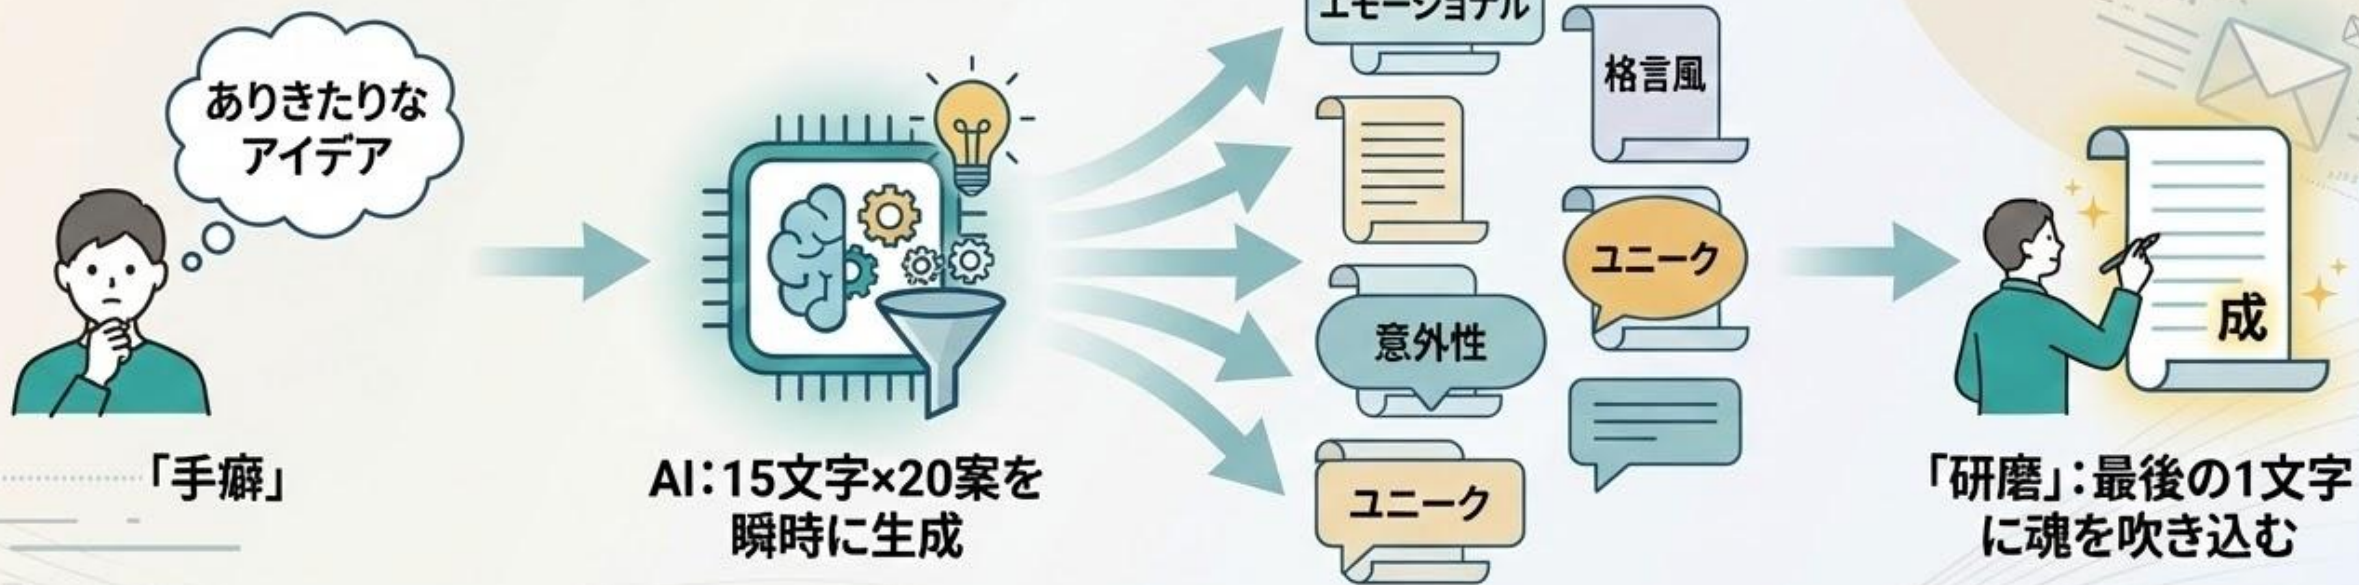 ありきたりな
アイデア
「手癖」
AI：15文字×20案を
瞬時に生成
エモーショナル
格言風
ユニーク
意外性
ユニーク
成
「研磨」：最後の1文字
に魂を吹き込む